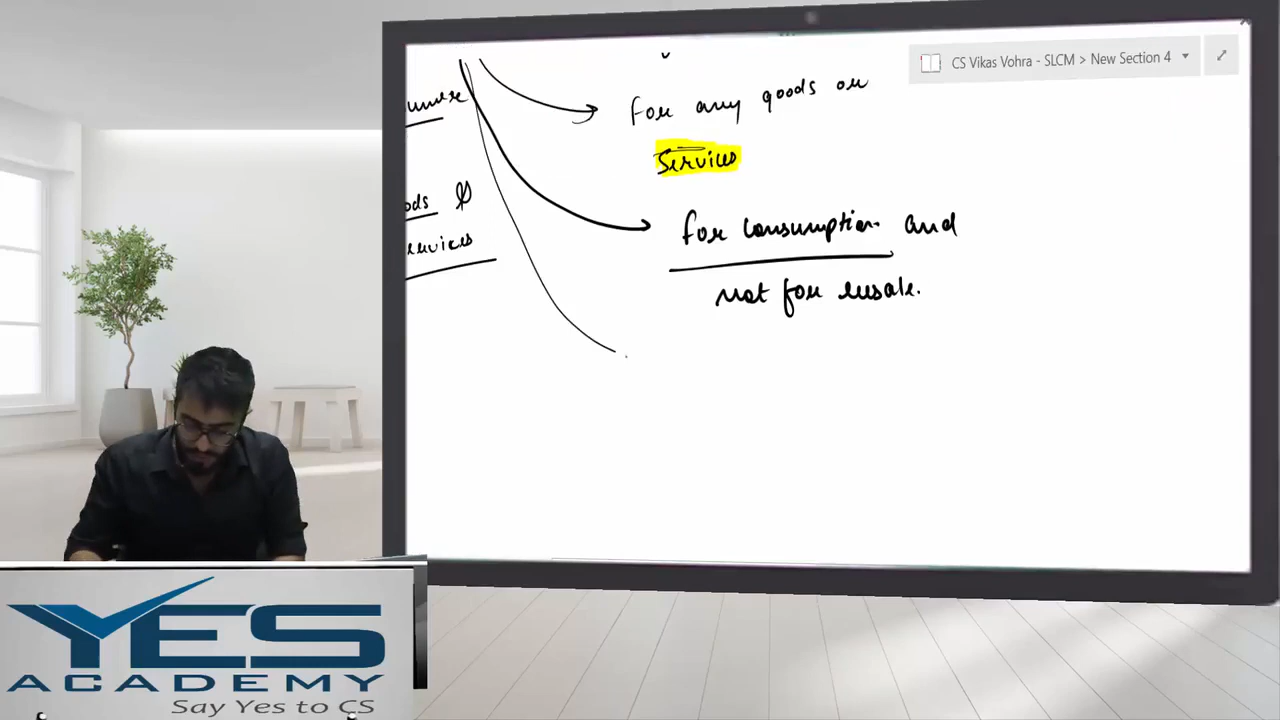 CS Vikas Vohra - SLCM > New Section 4
for any goods or
Services
for consumption and
not for resale.
ods &
ervices
YES
ACADEMY
Say Yes to CS